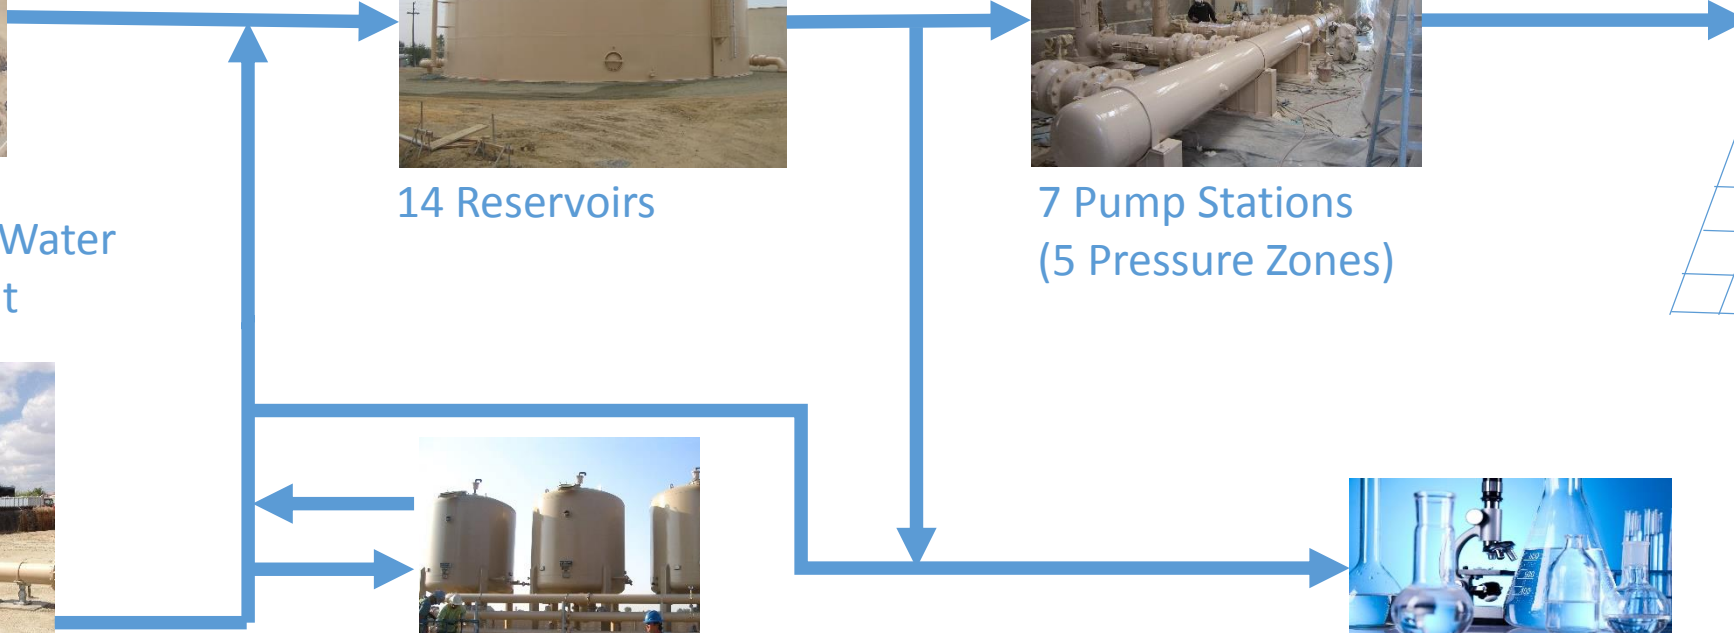 14 Reservoirs
7 Pump Stations
(5 Pressure Zones)
Water
t